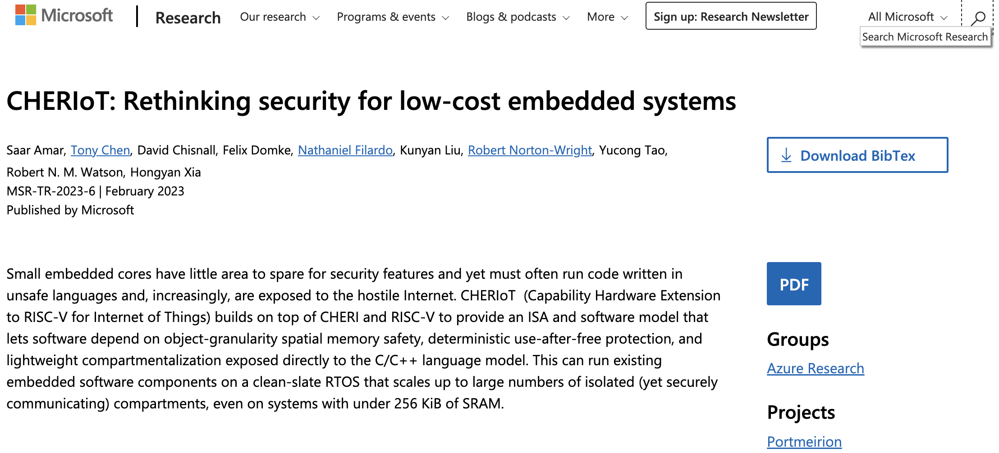 Microsoft | Research Our research Programs & events Blogs & podcasts More Sign up: Research Newsletter All Microsoft
Search Microsoft Research
CHERIoT: Rethinking security for low-cost embedded systems
Saar Amar, Tony Chen, David Chisnall, Felix Domke, Nathaniel Filardo, Kunyan Liu, Robert Norton-Wright, Yucong Tao,
Robert N. M. Watson, Hongyan Xia
MSR-TR-2023-6 | February 2023
Published by Microsoft
Download BibTex
Small embedded cores have little area to spare for security features and yet must often run code written in
unsafe languages and, increasingly, are exposed to the hostile Internet. CHERIoT (Capability Hardware Extension
to RISC-V for Internet of Things) builds on top of CHERI and RISC-V to provide an ISA and software model that
lets software depend on object-granularity spatial memory safety, deterministic use-after-free protection, and
lightweight compartmentalization exposed directly to the C/C++ language model. This can run existing
embedded software components on a clean-slate RTOS that scales up to large numbers of isolated (yet securely
communicating) compartments, even on systems with under 256 KiB of SRAM.
PDF
Groups
Azure Research
Projects
Portmeirion